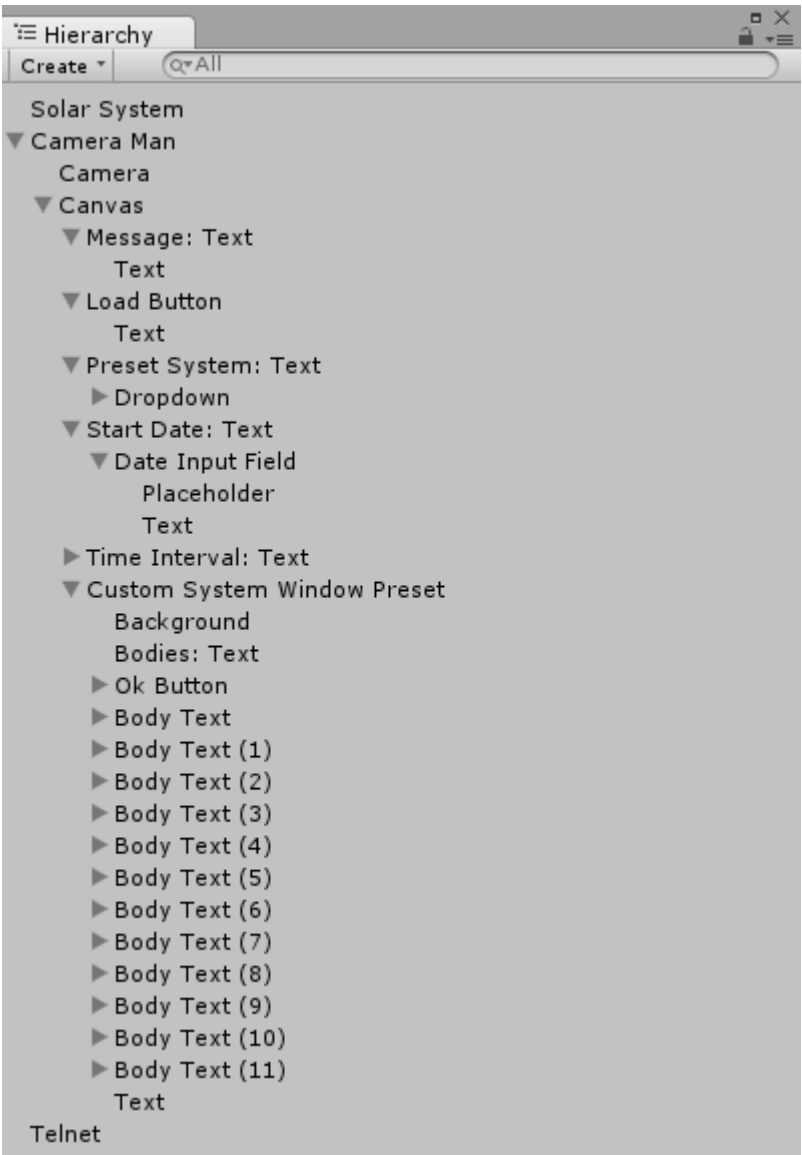 Hierarchy
Create
All
Solar System
Camera Man
Camera
Canvas
Message: Text
Text
Load Button
Text
Preset System: Text
Dropdown
Start Date: Text
Date Input Field
Placeholder
Text
Time Interval: Text
Custom System Window Preset
Background
Bodies: Text
Ok Button
Body Text
Body Text (1)
Body Text (2)
Body Text (3)
Body Text (4)
Body Text (5)
Body Text (6)
Body Text (7)
Body Text (8)
Body Text (9)
Body Text (10)
Body Text (11)
Text
Telnet